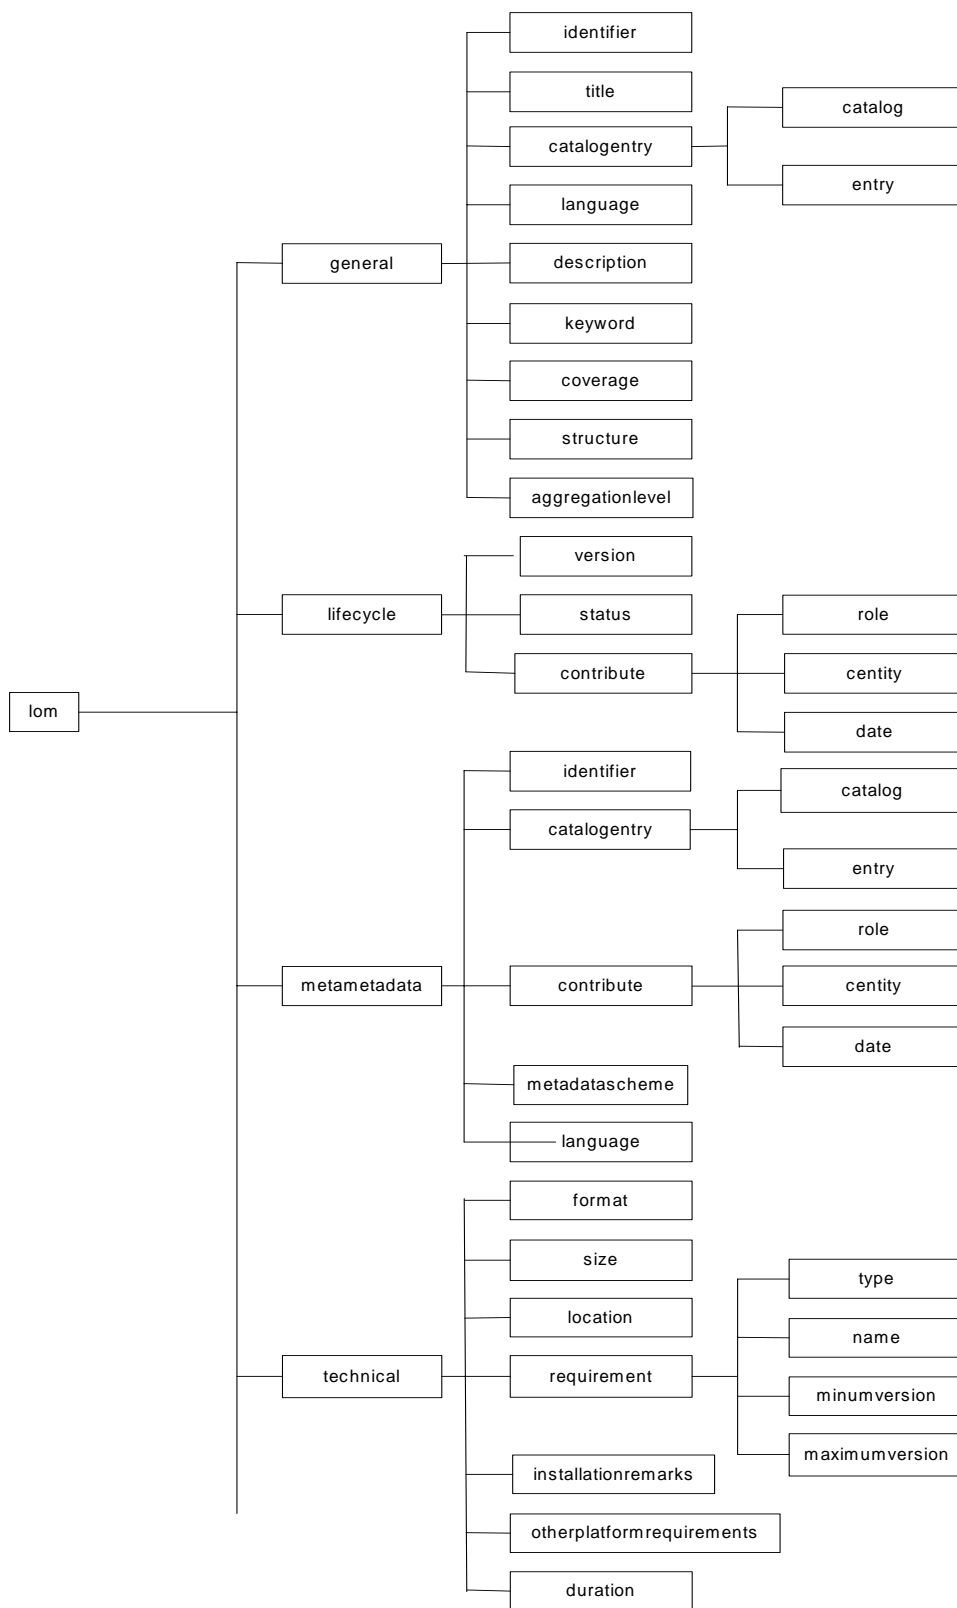 identifier
title
catalog
catalogentry
entry
language
general
description
keyword
coverage
structure
aggregationlevel
version
lifecycle
status
role
contribute
centity
lom
date
identifier
catalog
catalogentry
entry
role
metametadata
contribute
centity
date
metadatascheme
language
format
size
type
location
name
technical
requirement
minumversion
maximumversion
installationremarks
otherplatformrequirements
duration